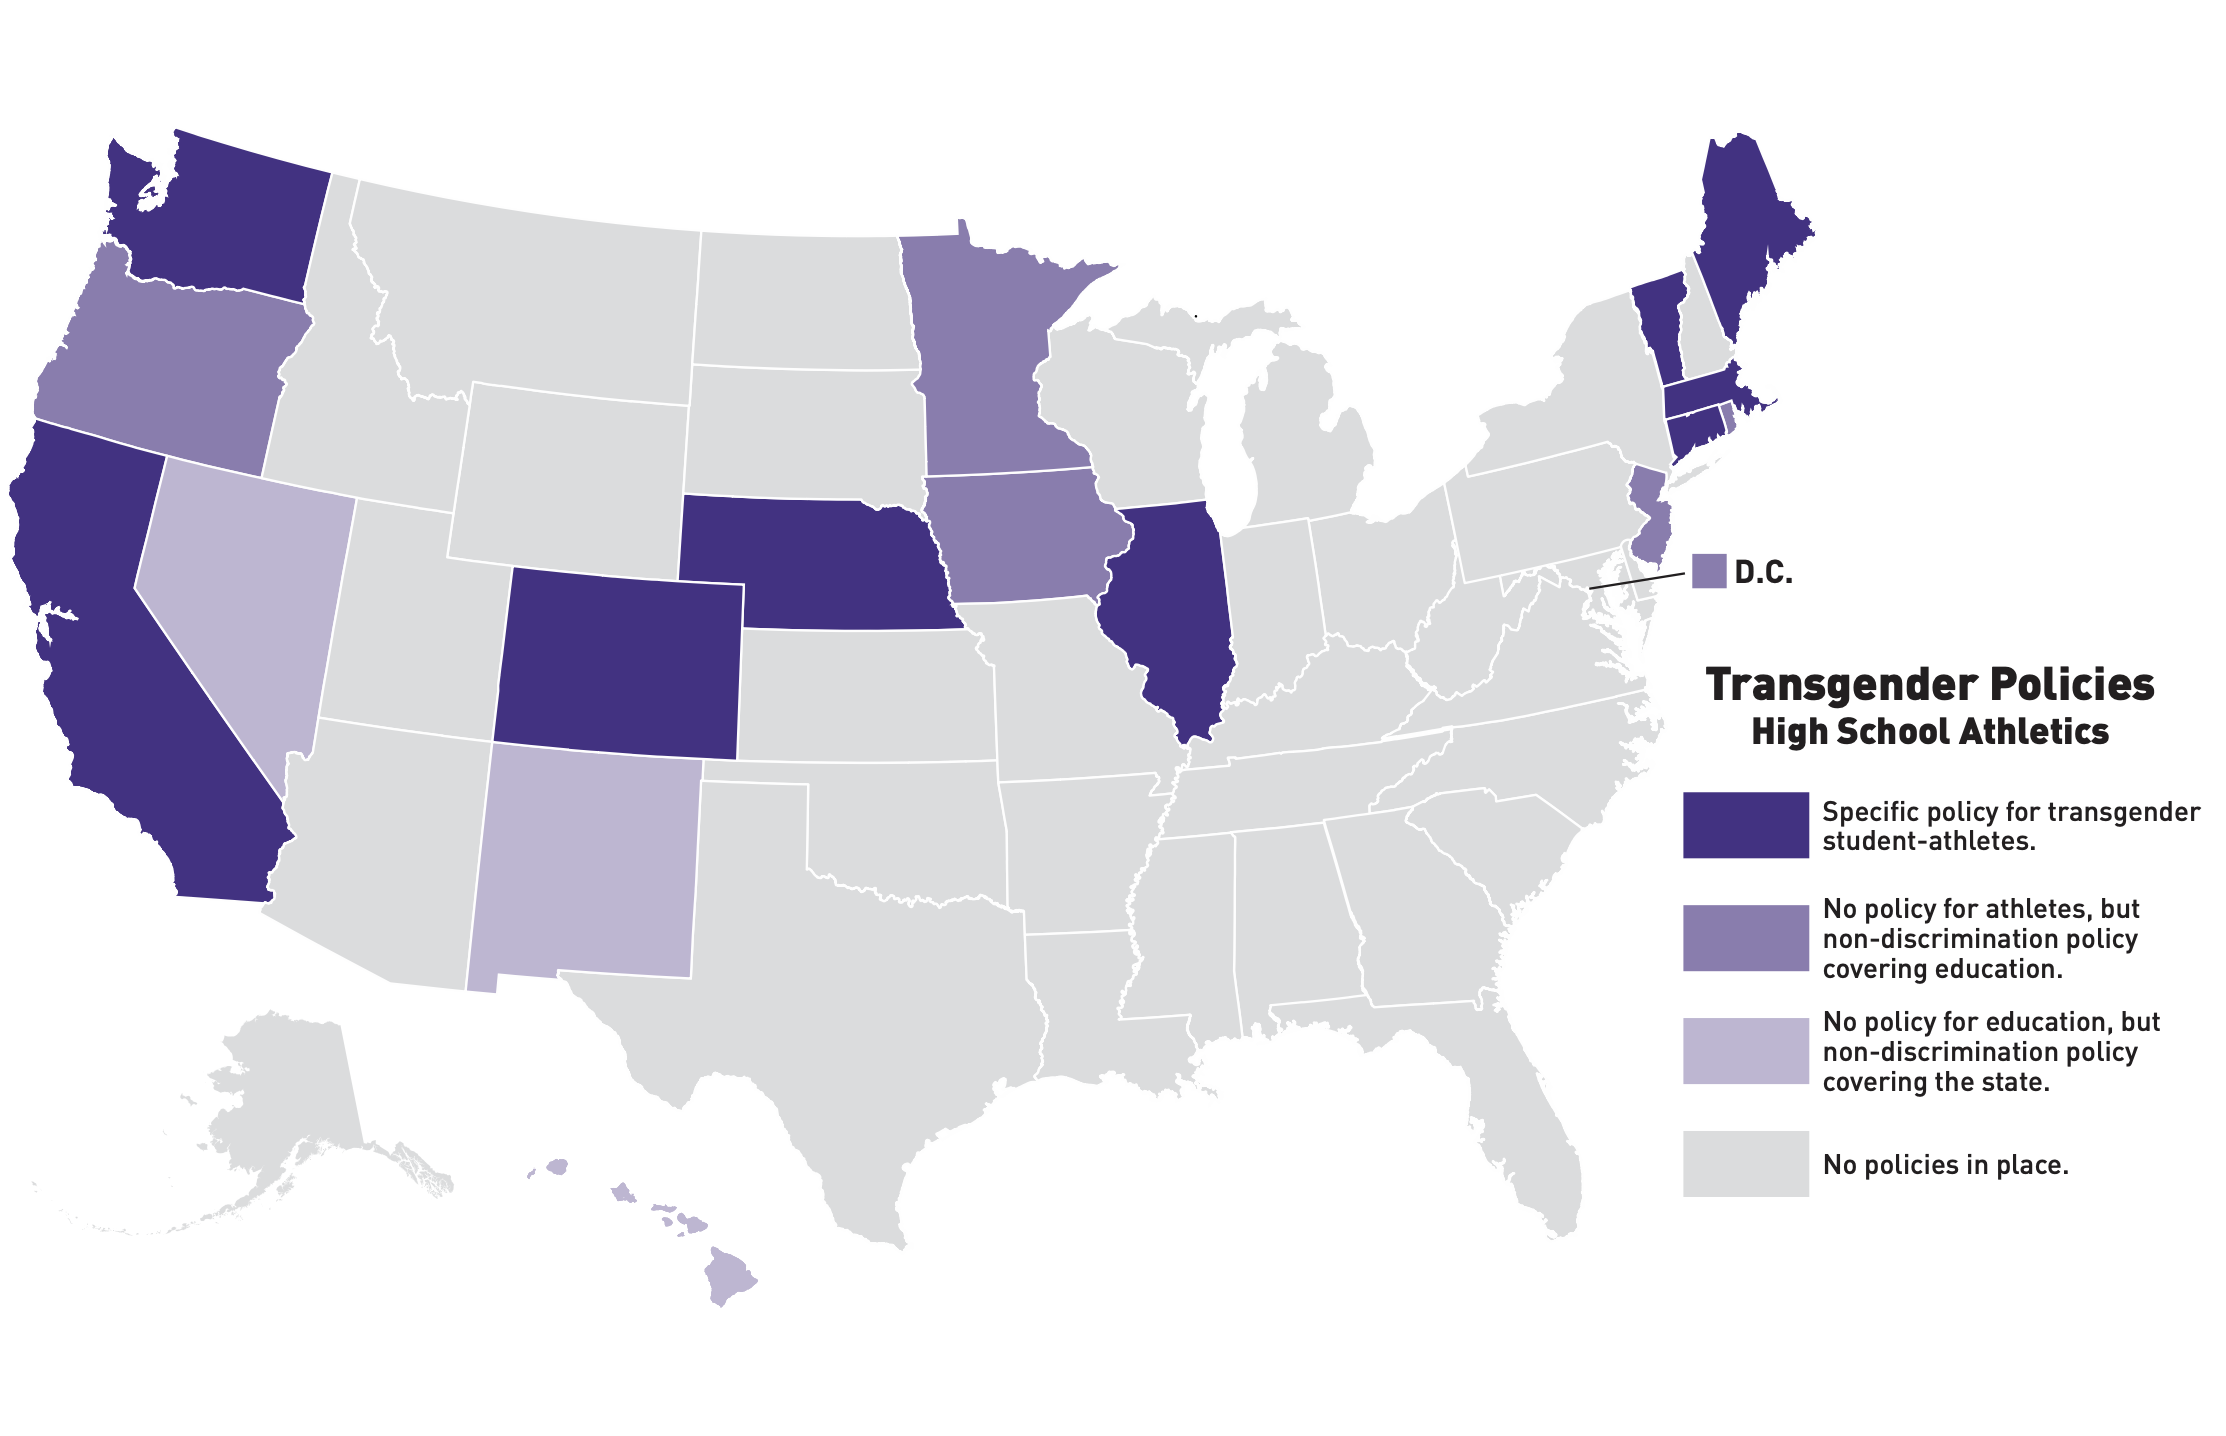 D.C.
Transgender Policies
High School Athletics
Specific policy for transgender
student-athletes.
No policy for athletes, but
non-discrimination policy
covering education.
No policy for education, but
non-discrimination policy
covering the state.
No policies in place.